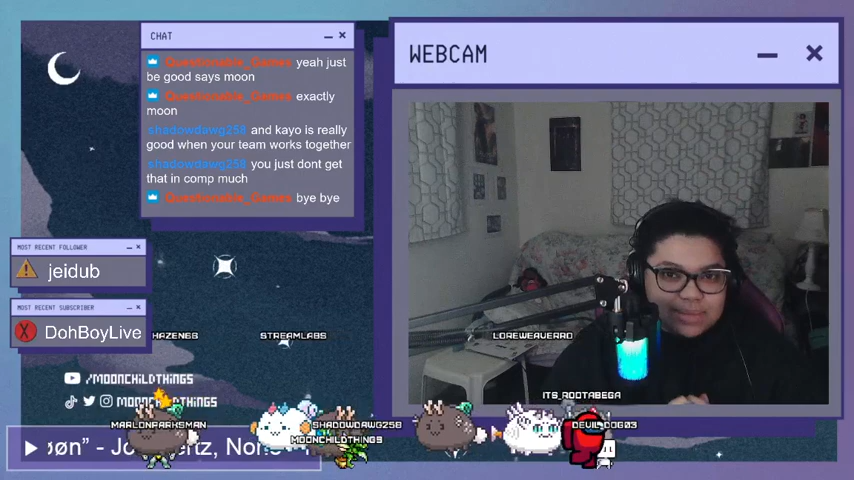 CHAT
Questionable_Games yeah just
be good says moon
Questionable_Games exactly
moon
shadowdawg258 and kayo is really
good when your team works together
shadowdawg258 you just dont get
that in comp much
Questionable_Games bye bye
WEBCAM
MOST RECENT FOLLOWER
jeidub
MOST RECENT SUBSCRIBER
DohBoyLive
STREAMLABS
LOREWEAVERRO
/MOONCHILDTHINGS
MOONCHILDTHINGS
ITS_ROOTABEGA
MARLONPARKSMAN
SHADOWDAWG258
MOONCHILDTHINGS
DEVIL_DOG03